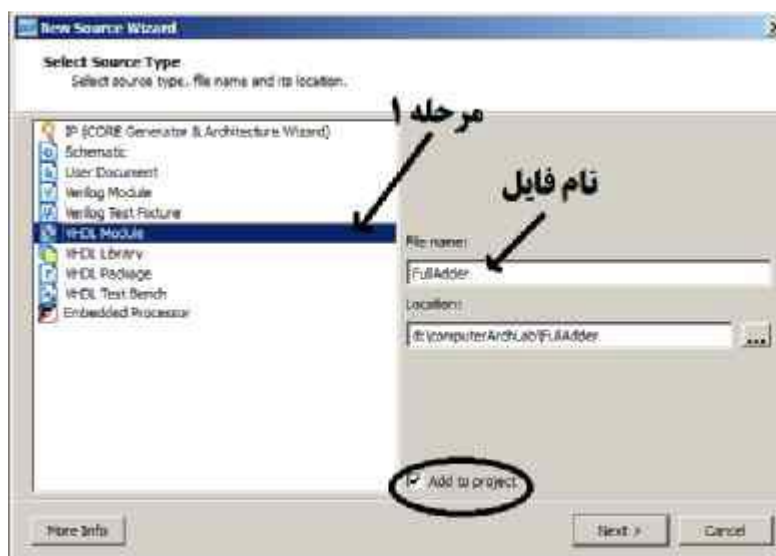 New Source Wizard
Select Source Type
Select source type, file name and its location.
مرحله ۱
IP (CORE Generator & Architecture Wizard)
Schematic
User Document
Verilog Module
Verilog Test Fixture
VHDL Module
VHDL Library
VHDL Package
VHDL Test Bench
Embedded Processor
نام فایل
File name:
FullAdder
Location:
d:\computerArchLab\FullAdder
...
Add to project
More Info
Next >
Cancel